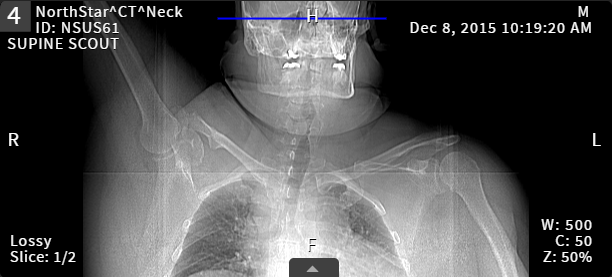 4
NorthStar^CT^Neck
ID: NSUS61
SUPINE SCOUT
M
Dec 8, 2015 10:19:20 AM
H
R
L
F
Lossy
Slice: 1/2
W: 500
C: 50
Z: 50%